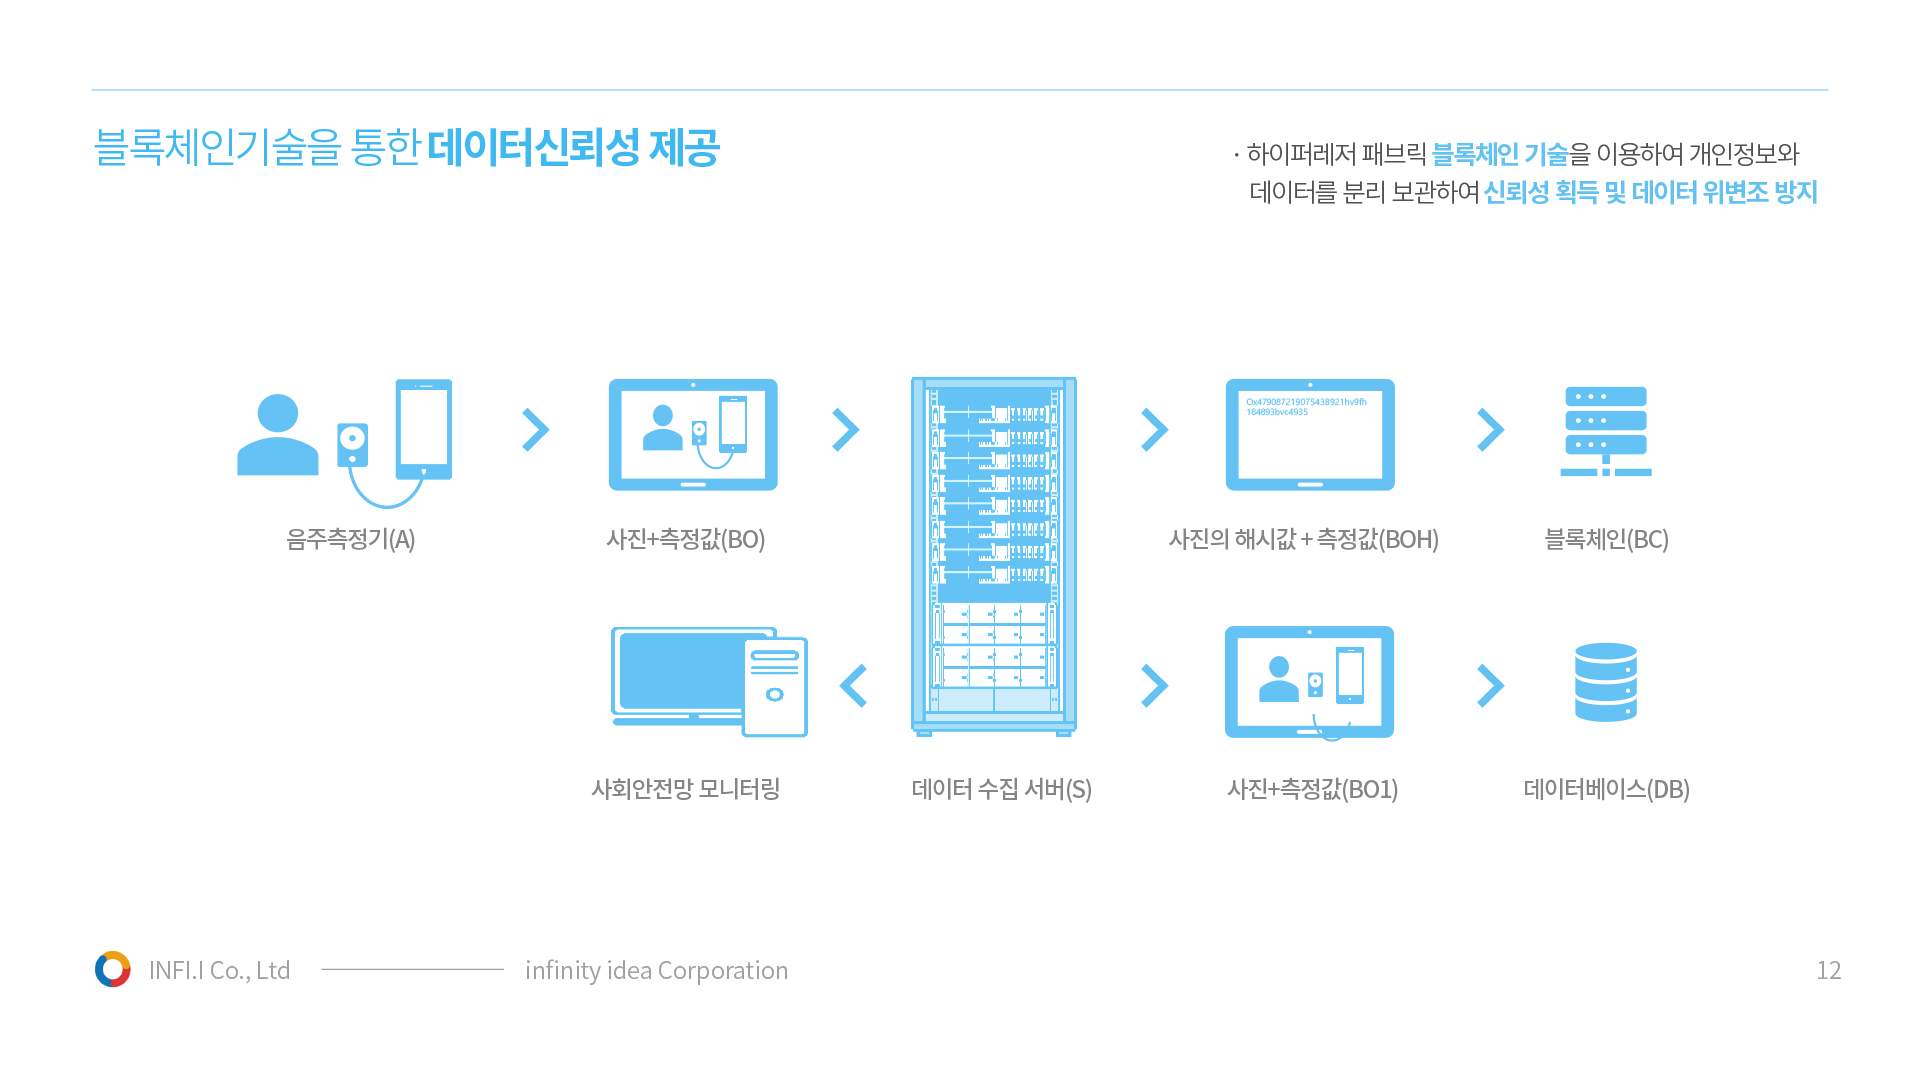 블록체인기술을 통한 데이터신뢰성 제공
· 하이퍼레저 패브릭 블록체인 기술을 이용하여 개인정보와
데이터를 분리 보관하여 신뢰성 획득 및 데이터 위변조 방지
Ox479087219075438921hv9fh
184893bvc4935
음주측정기(A)
사진+측정값(BO)
사진의 해시값 + 측정값(BOH)
블록체인(BC)
사회안전망 모니터링
데이터 수집 서버(S)
사진+측정값(BO1)
데이터베이스(DB)
INFI.I Co., Ltd
infinity idea Corporation
12